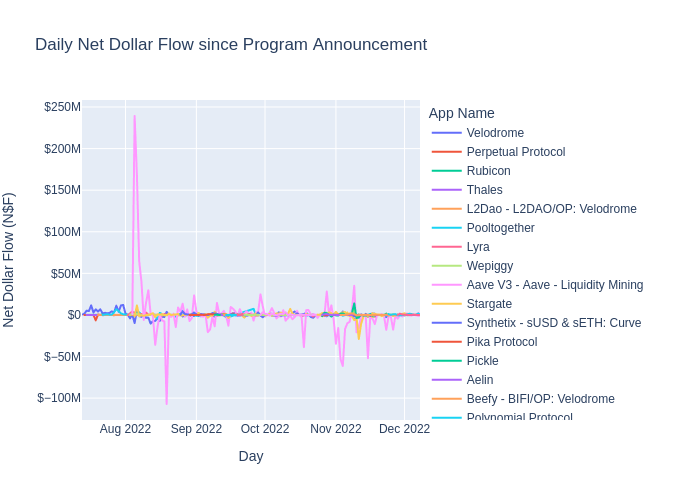 Daily Net Dollar Flow since Program Announcement
Net Dollar Flow (N$F)
$250M
$200M
$150M
$100M
$50M
$0
$−50M
$−100M
Aug 2022
Sep 2022
Oct 2022
Nov 2022
Dec 2022
Day
App Name
Velodrome
Perpetual Protocol
Rubicon
Thales
L2Dao - L2DAO/OP: Velodrome
Pooltogether
Lyra
Wepiggy
Aave V3 - Aave - Liquidity Mining
Stargate
Synthetix - sUSD & sETH: Curve
Pika Protocol
Pickle
Aelin
Beefy - BIFI/OP: Velodrome
Polynomial Protocol